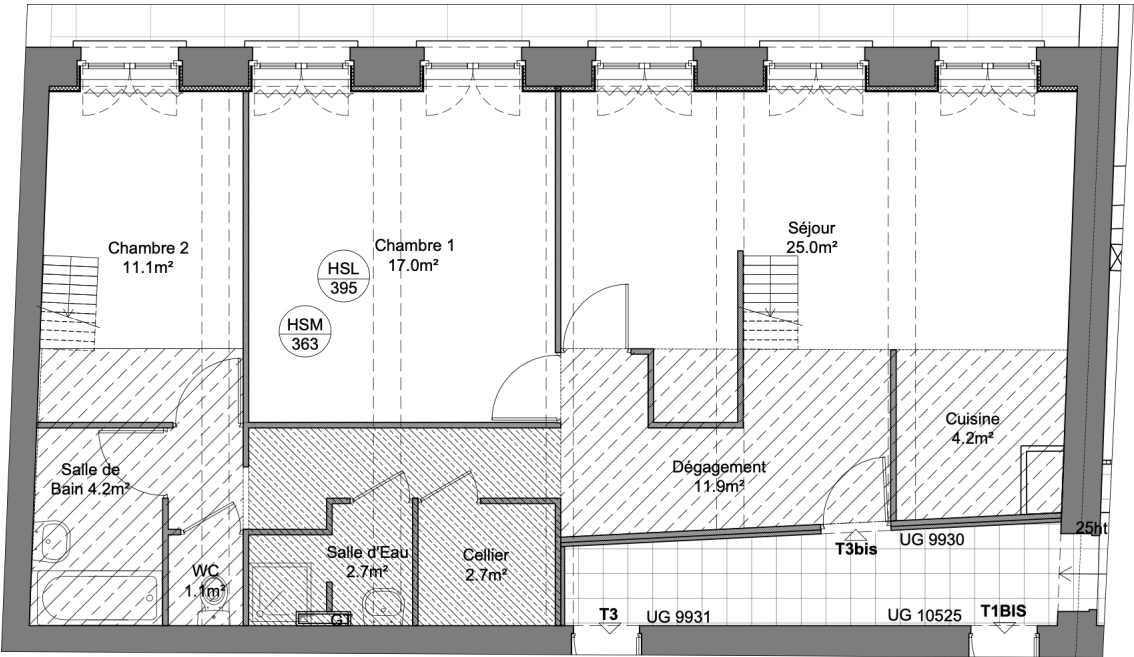 Chambre 2
11.1m²
HSL
395
HSM
363
Chambre 1
17.0m²
Séjour
25.0m²
Salle de
Bain 4.2m²
WC
1.1m²
Salle d'Eau
2.7m²
GT
Cellier
2.7m²
Dégagement
11.9m²
Cuisine
4.2m²
25ht
T3bis
UG 9930
T3
UG 9931
UG 10525
T1BIS